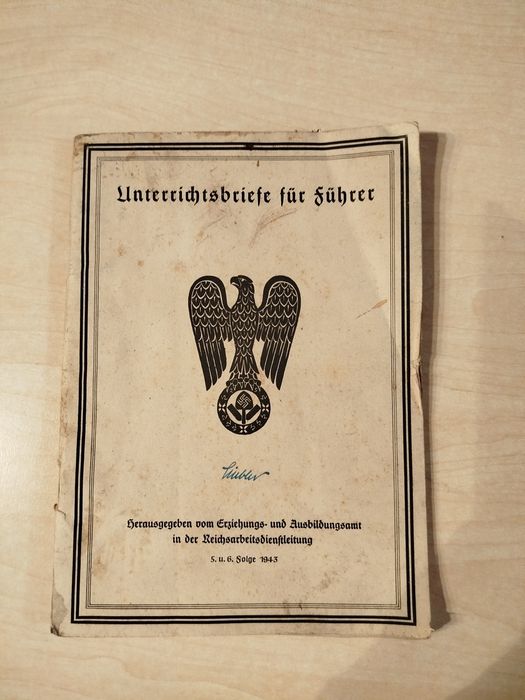 Unterrichtsbriefe für Führer
Herausgegeben vom Erziehungs- und Ausbildungsamt
in der Reichsarbeitsdienstleitung
5. u. 6. Folge 1943